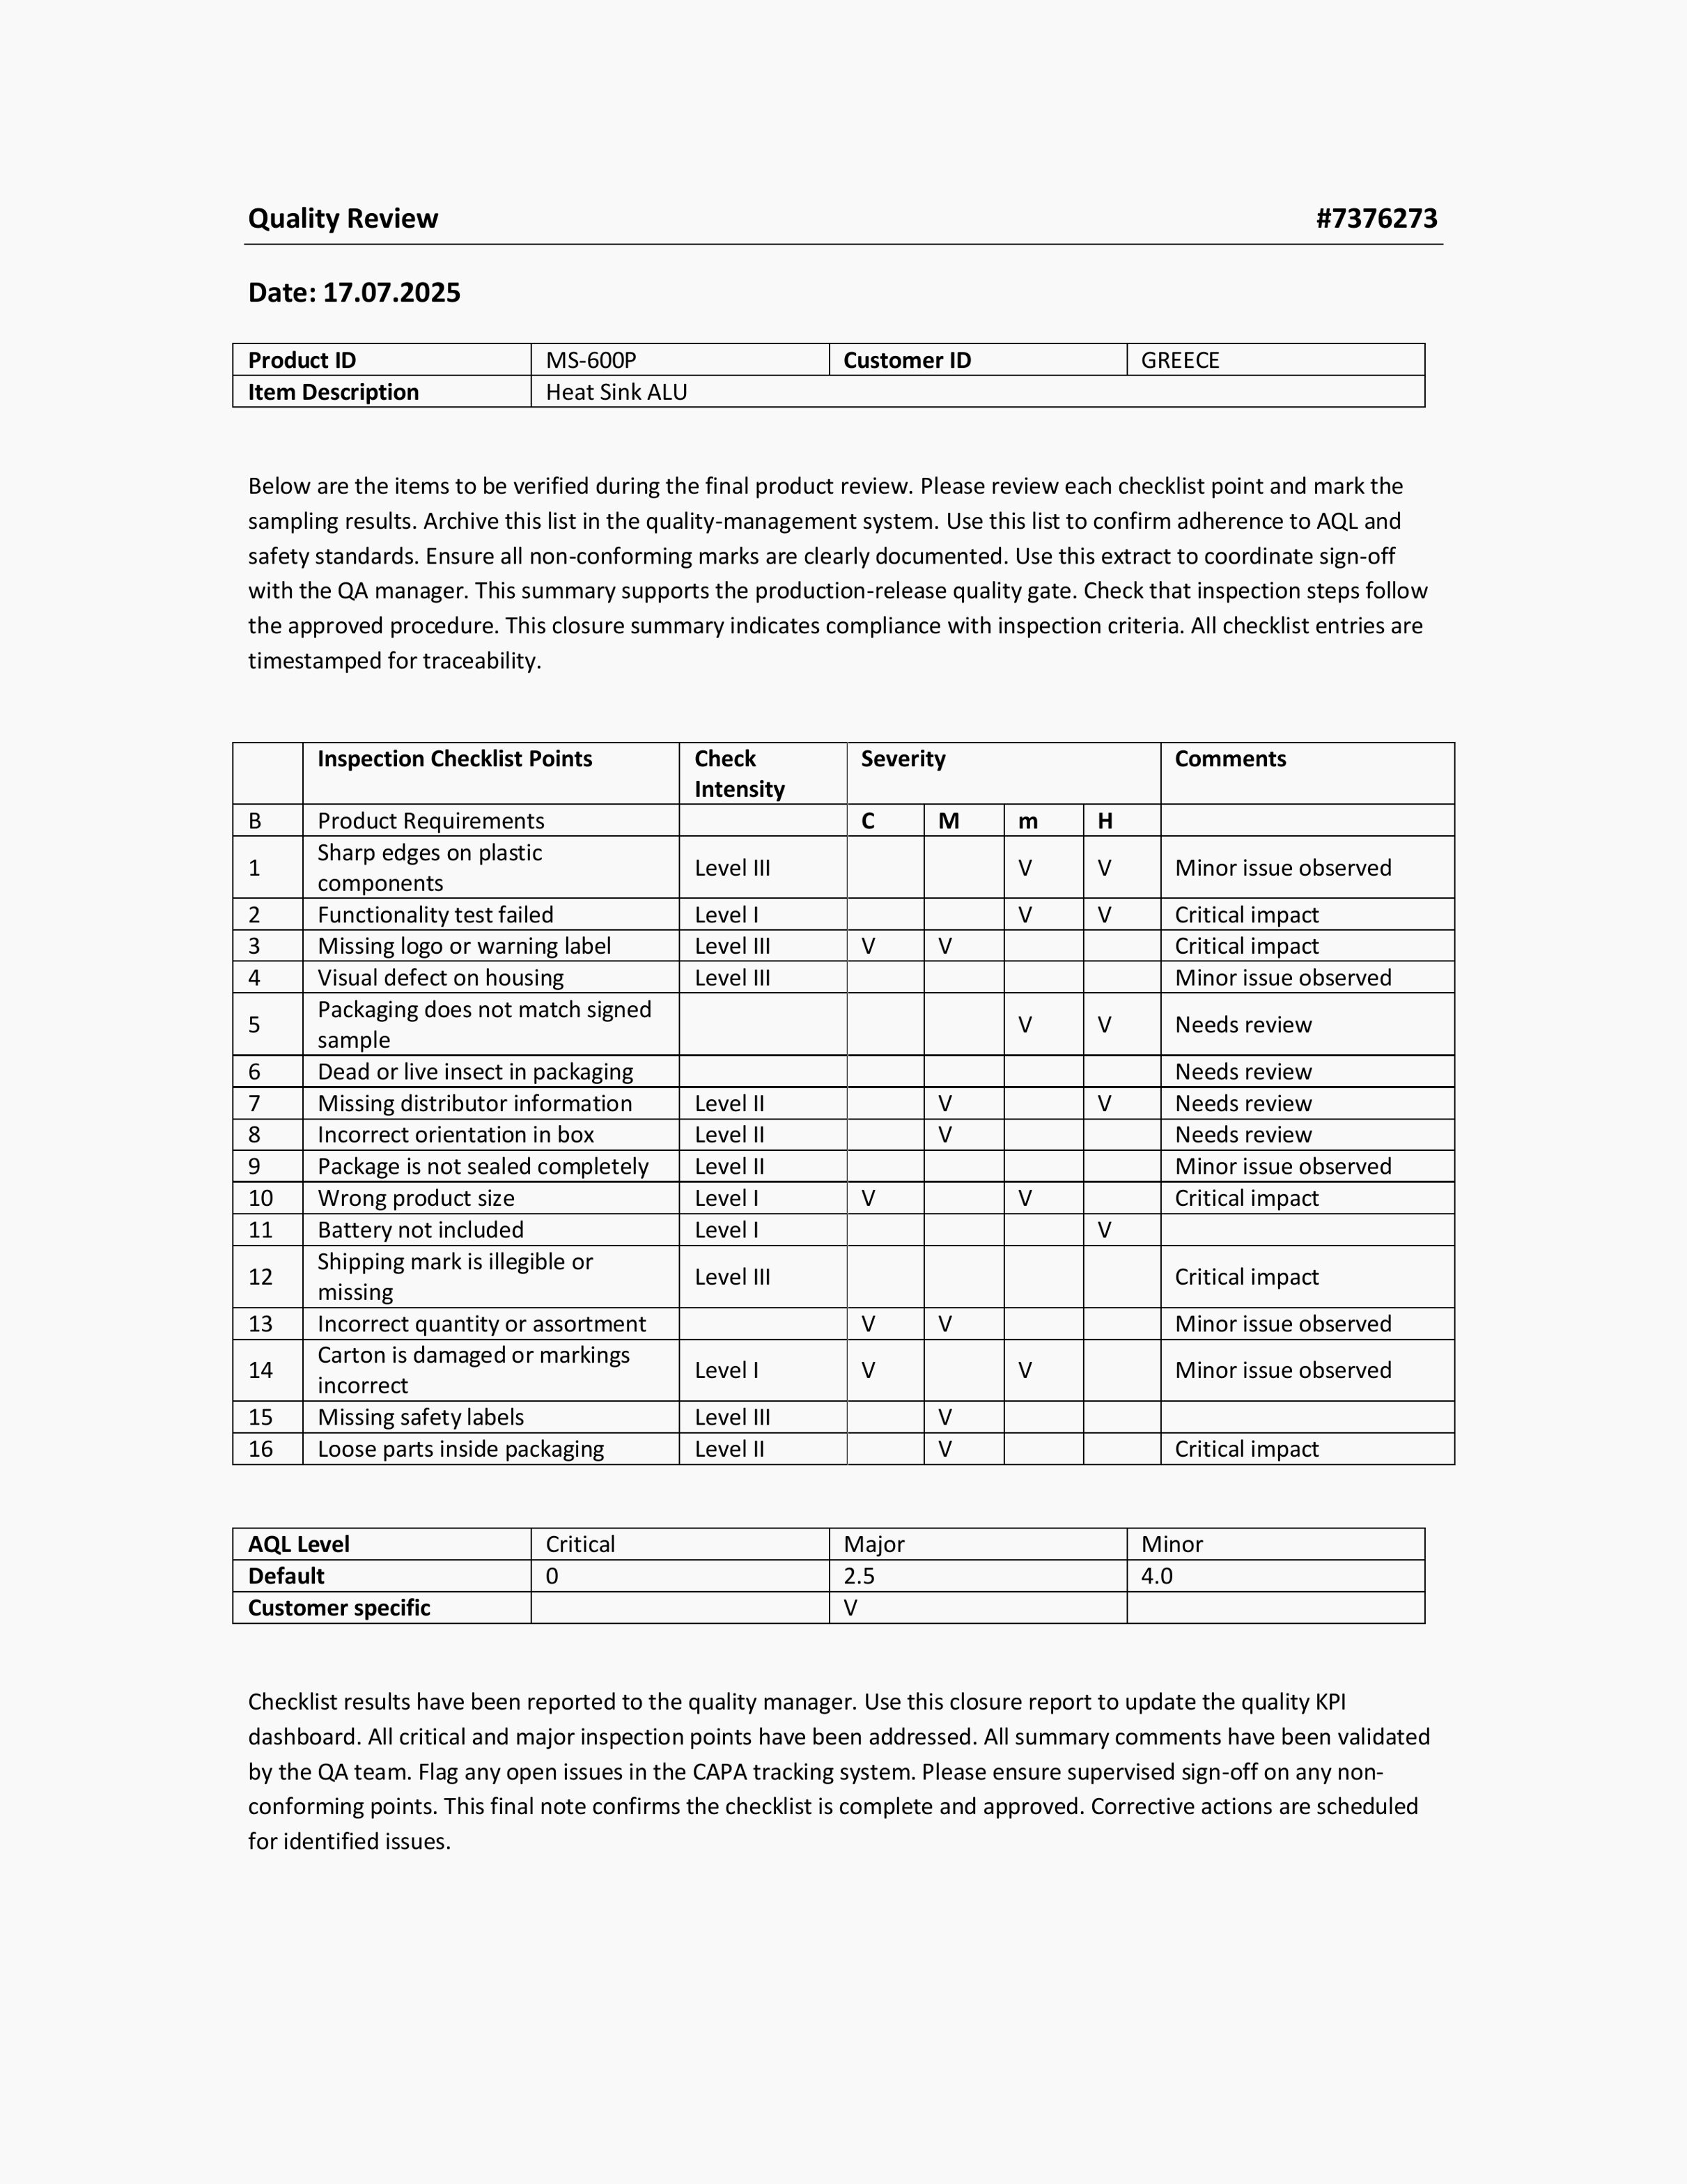 Quality Review #7376273
Date: 17.07.2025
Product ID MS-600P Customer ID GREECE
Item Description Heat Sink ALU
Below are the items to be verified during the final product review. Please review each checklist point and mark the
sampling results. Archive this list in the quality-management system. Use this list to confirm adherence to AQL and
safety standards. Ensure all non-conforming marks are clearly documented. Use this extract to coordinate sign-off
with the QA manager. This summary supports the production-release quality gate. Check that inspection steps follow
the approved procedure. This closure summary indicates compliance with inspection criteria. All checklist entries are
timestamped for traceability.
Inspection Checklist Points Check Intensity Severity Comments
B Product Requirements C M m H
1 Sharp edges on plastic components Level III V V Minor issue observed
2 Functionality test failed Level I V V Critical impact
3 Missing logo or warning label Level III V V Critical impact
4 Visual defect on housing Level III Minor issue observed
5 Packaging does not match signed sample V V Needs review
6 Dead or live insect in packaging Needs review
7 Missing distributor information Level II V V Needs review
8 Incorrect orientation in box Level II V Needs review
9 Package is not sealed completely Level II Minor issue observed
10 Wrong product size Level I V V Critical impact
11 Battery not included Level I V
12 Shipping mark is illegible or missing Level III Critical impact
13 Incorrect quantity or assortment V V Minor issue observed
14 Carton is damaged or markings incorrect Level I V V Minor issue observed
15 Missing safety labels Level III V
16 Loose parts inside packaging Level II V Critical impact
AQL Level Critical Major Minor
Default 0 2.5 4.0
Customer specific V
Checklist results have been reported to the quality manager. Use this closure report to update the quality KPI
dashboard. All critical and major inspection points have been addressed. All summary comments have been validated
by the QA team. Flag any open issues in the CAPA tracking system. Please ensure supervised sign-off on any non-
conforming points. This final note confirms the checklist is complete and approved. Corrective actions are scheduled
for identified issues.